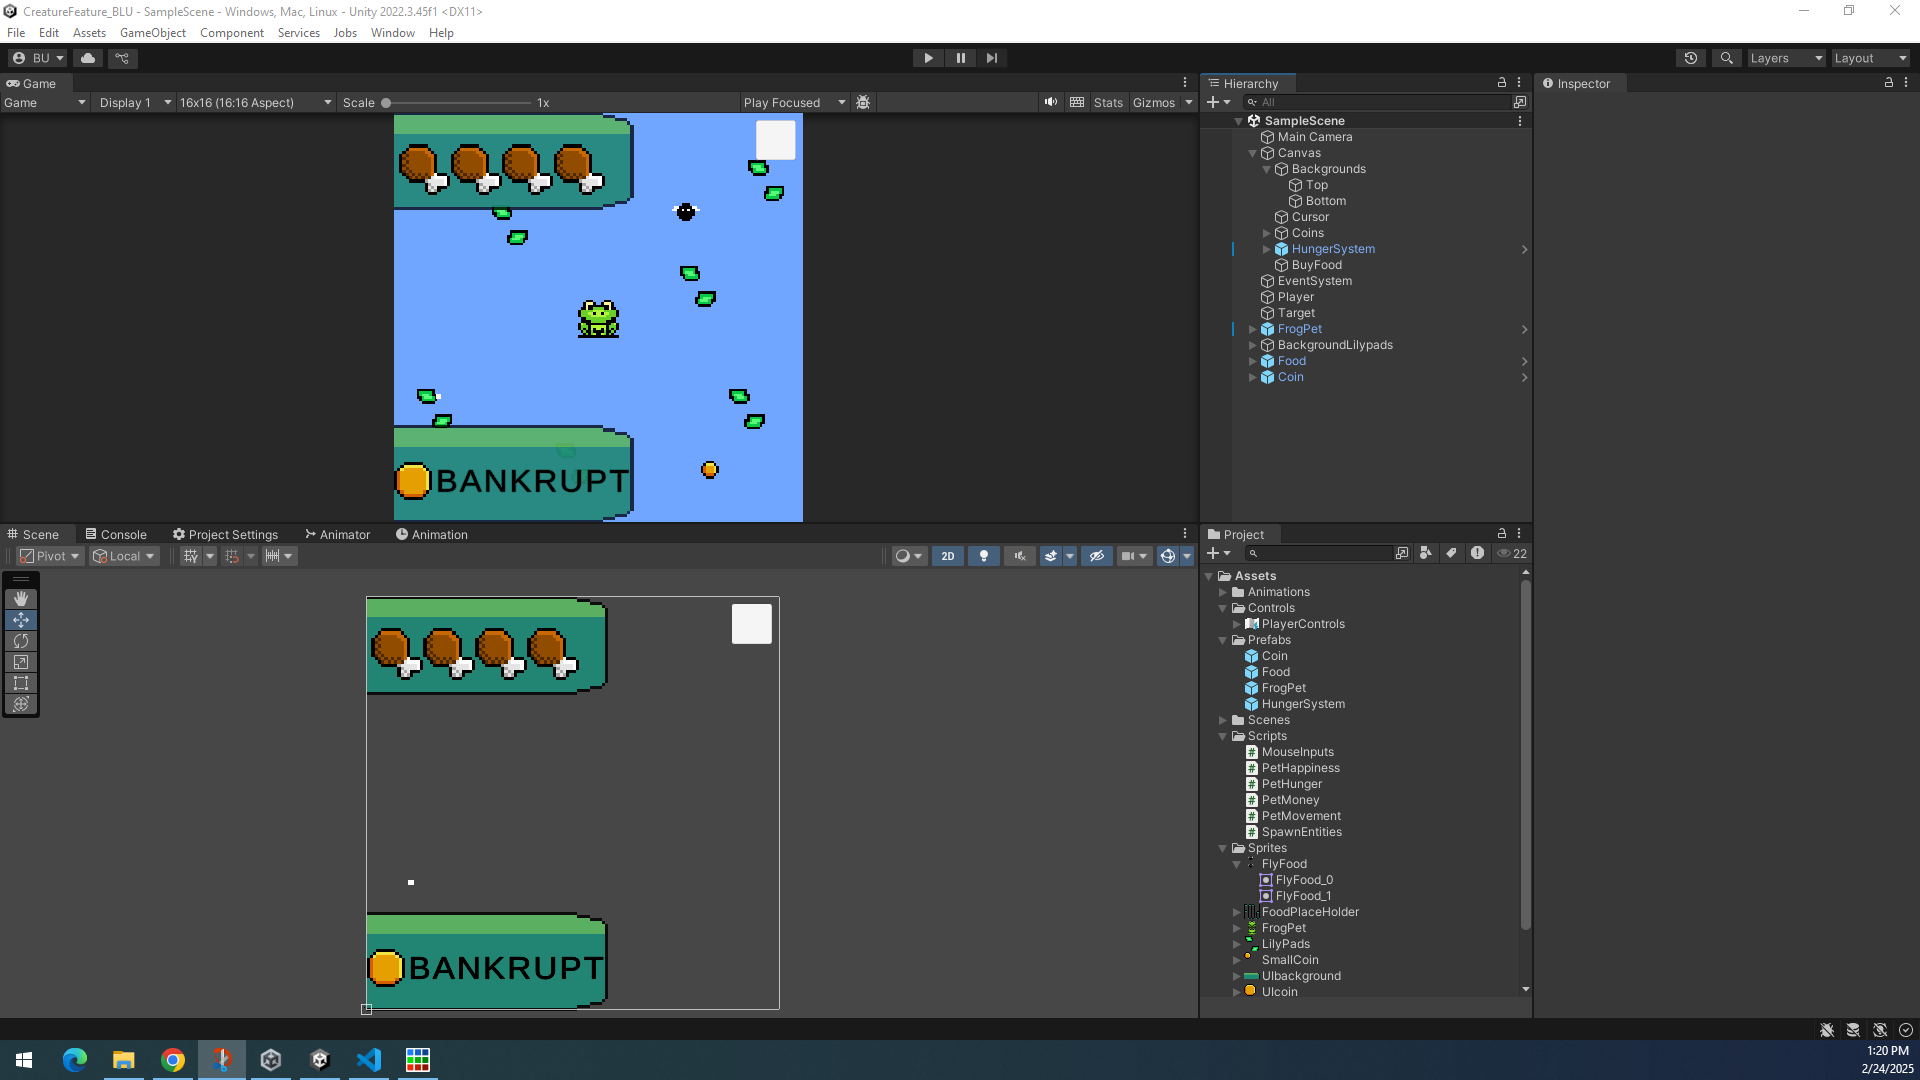 CreatureFeature_BLU - SampleScene - Windows, Mac, Linux - Unity 2022.3.45f1 <DX11>
File Edit Assets GameObject Component Services Jobs Window Help
BU Layers Layout
Game
Game Display 1 16x16 (16:16 Aspect) Scale 1x Play Focused Stats Gizmos
BANKRUPT
Scene Console Project Settings Animator Animation
Pivot Local 2D
BANKRUPT
Hierarchy
All
SampleScene
Main Camera
Canvas
Backgrounds
Top
Bottom
Cursor
Coins
HungerSystem
BuyFood
EventSystem
Player
Target
FrogPet
BackgroundLilypads
Food
Coin
Project
22
Assets
Animations
Controls
PlayerControls
Prefabs
Coin
Food
FrogPet
HungerSystem
Scenes
Scripts
MouseInputs
PetHappiness
PetHunger
PetMoney
PetMovement
SpawnEntities
Sprites
FlyFood
FlyFood_0
FlyFood_1
FoodPlaceHolder
FrogPet
LilyPads
SmallCoin
UIbackground
UIcoin
Inspector
1:20 PM
2/24/2025